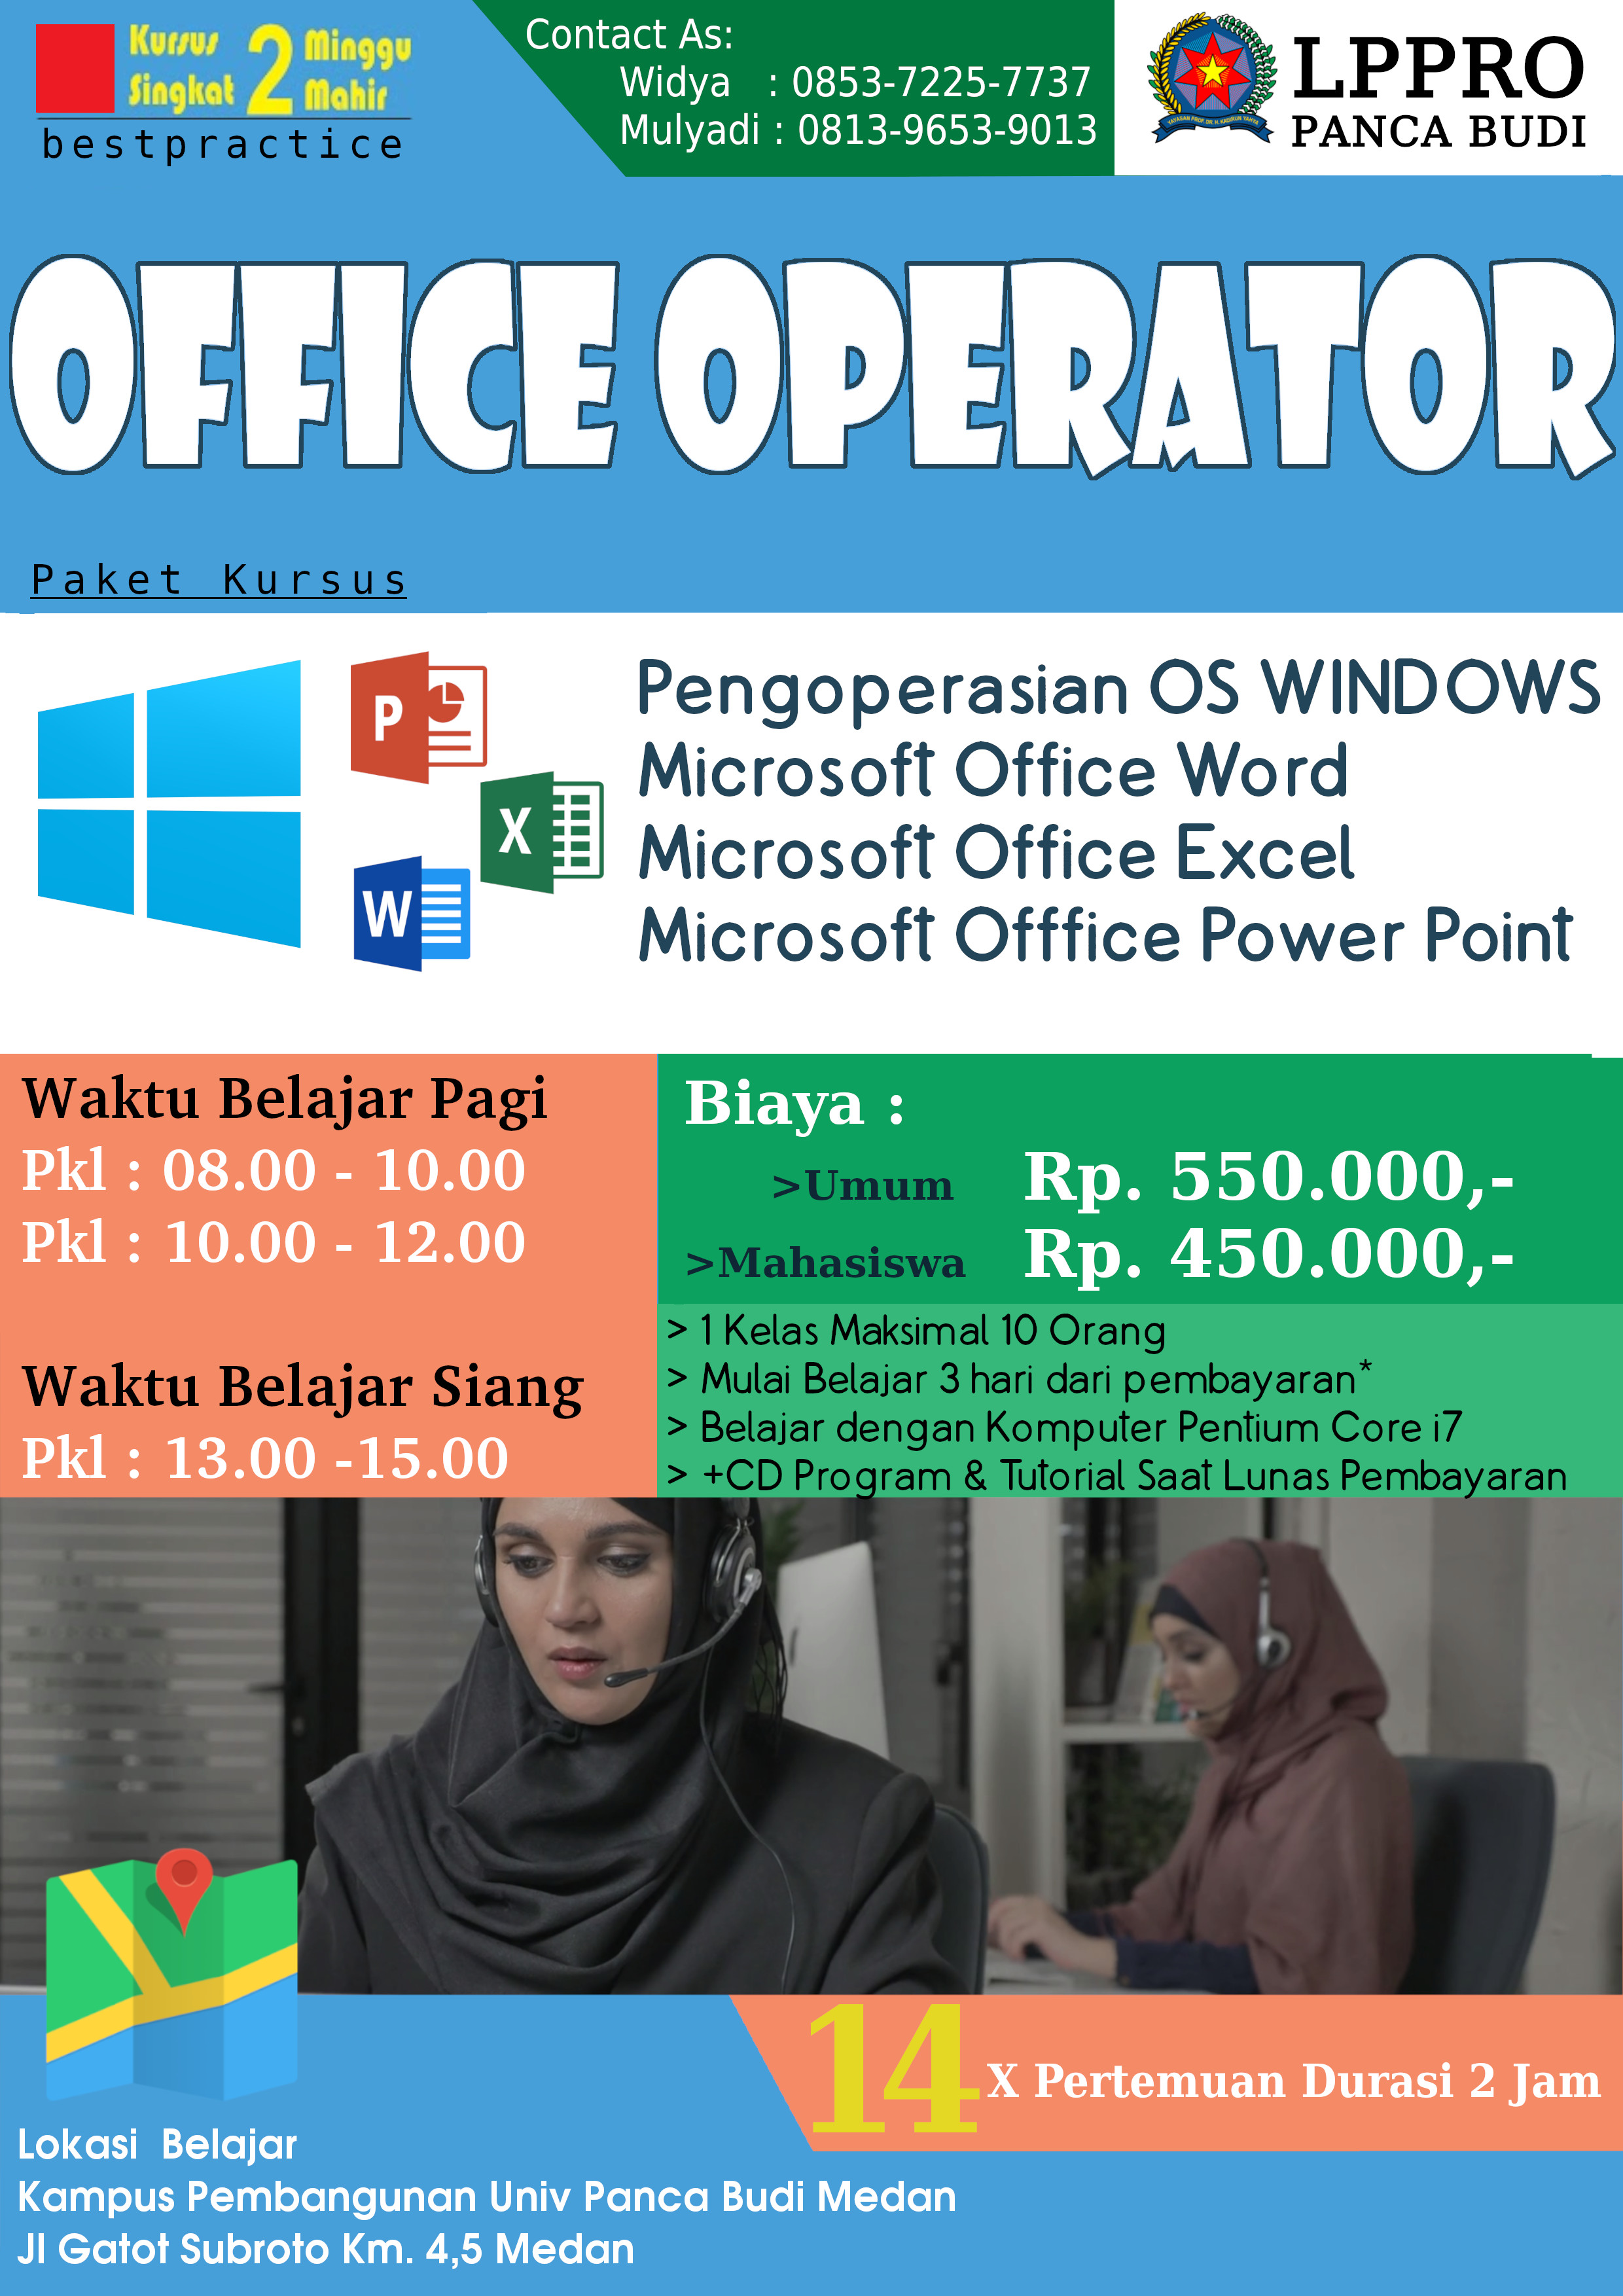 Kursus Singkat 2 Minggu Mahir
bestpractice
Contact As:
Widya : 0853-7225-7737
Mulyadi : 0813-9653-9013
YAYASAN PROF. DR. H. KADIRUN YAHYA
LPPRO
PANCA BUDI
OFFICE OPERATOR
Paket Kursus
P
X
W
Pengoperasian OS WINDOWS
Microsoft Office Word
Microsoft Office Excel
Microsoft Offfice Power Point
Waktu Belajar Pagi
Pkl : 08.00 - 10.00
Pkl : 10.00 - 12.00
Waktu Belajar Siang
Pkl : 13.00 -15.00
Biaya :
>Umum Rp. 550.000,-
>Mahasiswa Rp. 450.000,-
> 1 Kelas Maksimal 10 Orang
> Mulai Belajar 3 hari dari pembayaran*
> Belajar dengan Komputer Pentium Core i7
> +CD Program & Tutorial Saat Lunas Pembayaran
14 X Pertemuan Durasi 2 Jam
Lokasi Belajar
Kampus Pembangunan Univ Panca Budi Medan
Jl Gatot Subroto Km. 4,5 Medan